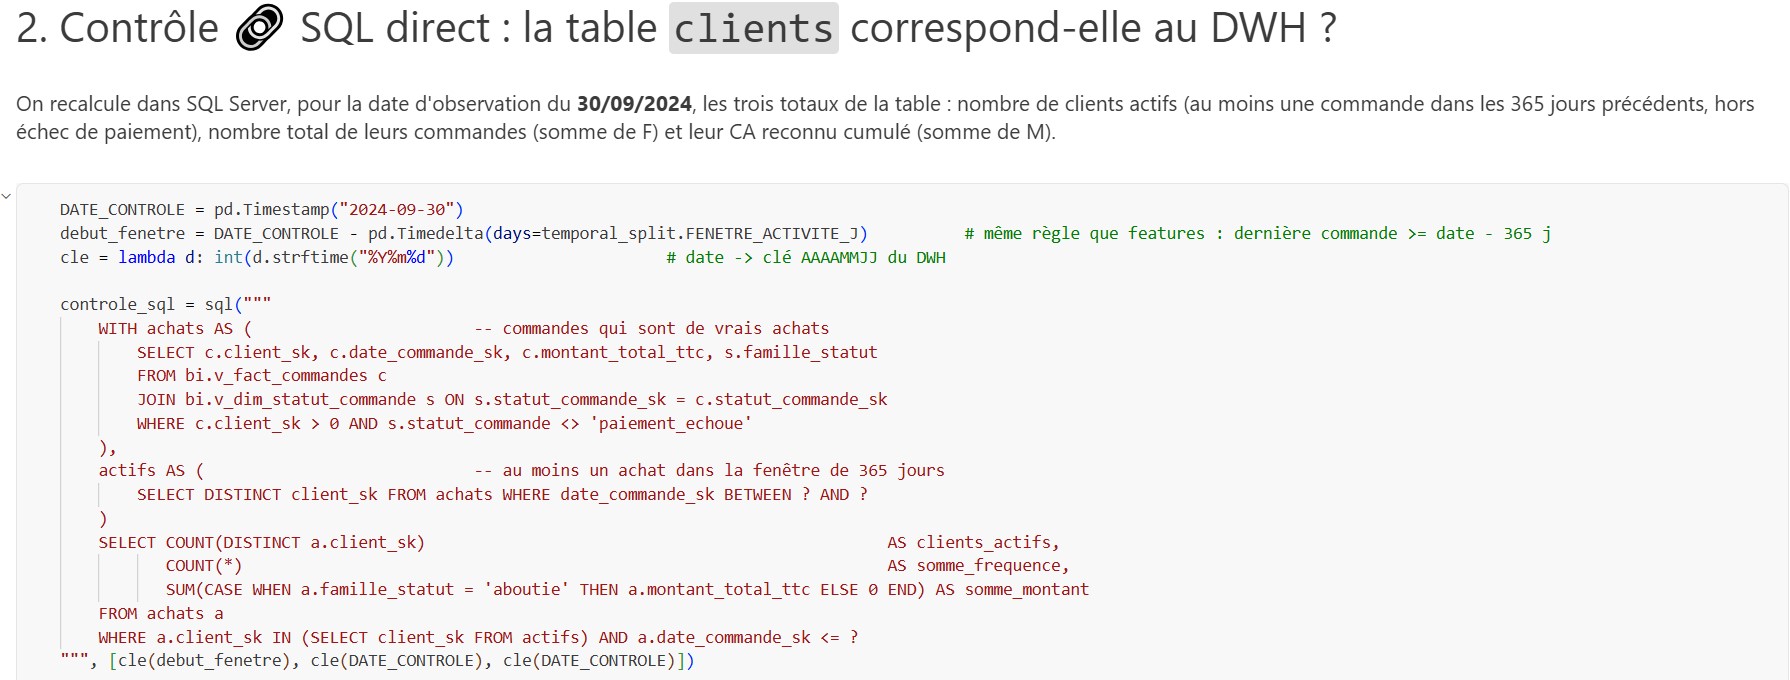 2. Contrôle 🔗 SQL direct : la table clients correspond-elle au DWH ?
On recalcule dans SQL Server, pour la date d'observation du 30/09/2024, les trois totaux de la table : nombre de clients actifs (au moins une commande dans les 365 jours précédents, hors
échec de paiement), nombre total de leurs commandes (somme de F) et leur CA reconnu cumulé (somme de M).
DATE_CONTROLE = pd.Timestamp("2024-09-30")
debut_fenetre = DATE_CONTROLE - pd.Timedelta(days=temporal_split.FENETRE_ACTIVITE_J)          # même règle que features : dernière commande >= date - 365 j
cle = lambda d: int(d.strftime("%Y%m%d"))                      # date -> clé AAAAMMJJ du DWH
controle_sql = sql("""
    WITH achats AS (                       -- commandes qui sont de vrais achats
        SELECT c.client_sk, c.date_commande_sk, c.montant_total_ttc, s.famille_statut
        FROM bi.v_fact_commandes c
        JOIN bi.v_dim_statut_commande s ON s.statut_commande_sk = c.statut_commande_sk
        WHERE c.client_sk > 0 AND s.statut_commande <> 'paiement_echoue'
    ),
    actifs AS (                            -- au moins un achat dans la fenêtre de 365 jours
        SELECT DISTINCT client_sk FROM achats WHERE date_commande_sk BETWEEN ? AND ?
    )
    SELECT COUNT(DISTINCT a.client_sk)                                                AS clients_actifs,
           COUNT(*)                                                                   AS somme_frequence,
           SUM(CASE WHEN a.famille_statut = 'aboutie' THEN a.montant_total_ttc ELSE 0 END) AS somme_montant
    FROM achats a
    WHERE a.client_sk IN (SELECT client_sk FROM actifs) AND a.date_commande_sk <= ?
""", [cle(debut_fenetre), cle(DATE_CONTROLE), cle(DATE_CONTROLE)])